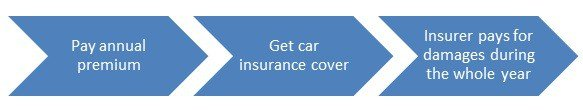 Pay annual
premium
Get car
insurance cover
Insurer pays for
damages during
the whole year